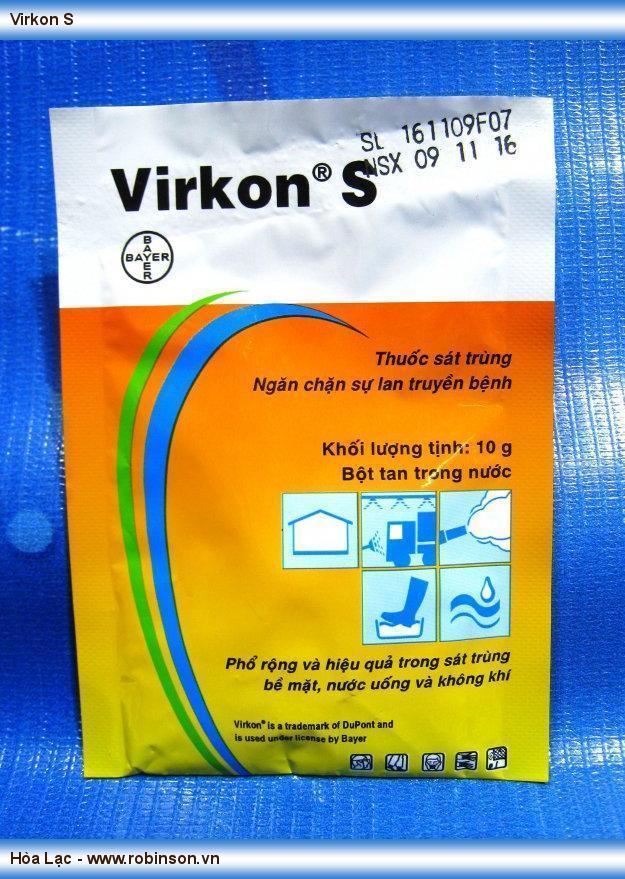 Virkon S
SL 161109F07
NSX 09 11 16
Virkon® S
BAYER
BAYER
Thuốc sát trùng
Ngăn chặn sự lan truyền bệnh
Khối lượng tịnh: 10 g
Bột tan trong nước
Phổ rộng và hiệu quả trong sát trùng
bề mặt, nước uống và không khí
Virkon® is a trademark of DuPont and
is used under license by Bayer
Hòa Lạc - www.robinson.vn